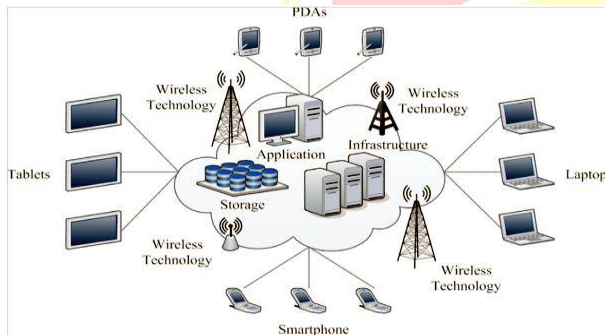 PDAs
Wireless
Technology
Wireless
Technology
Application
Infrastructure
Tablets
Laptop
Storage
Wireless
Technology
Wireless
Technology
Smartphone